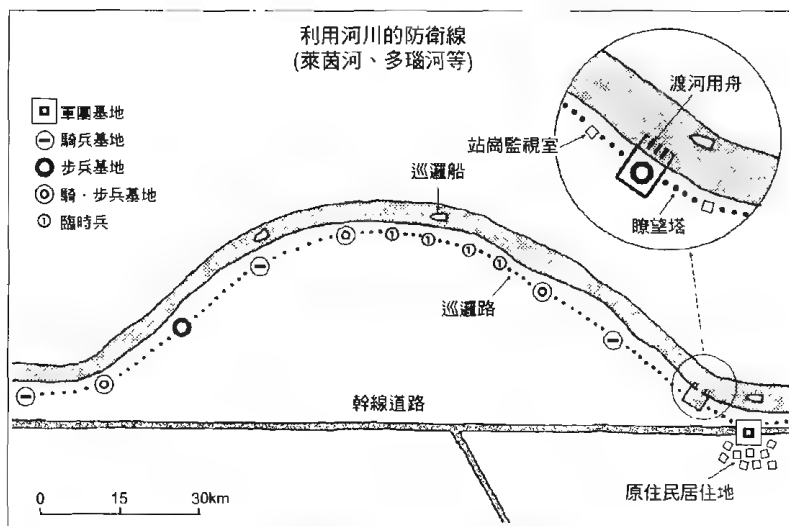 利用河川的防衛線
(萊茵河、多瑙河等)
軍團基地
騎兵基地
步兵基地
騎・步兵基地
臨時兵
渡河用舟
站崗監視室
瞭望塔
巡邏船
巡邏路
幹線道路
原住民居住地
0 15 30km